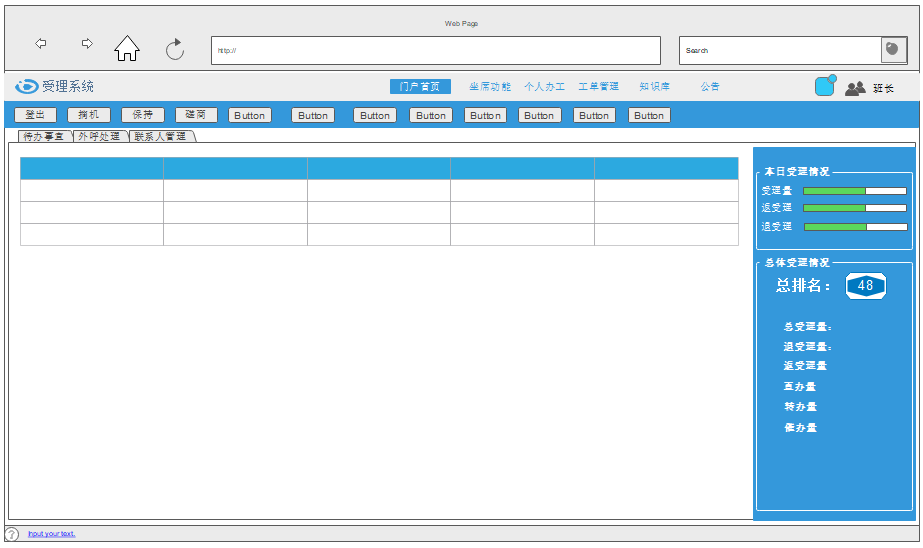 Web Page
http://
Search
受理系统
门户首页 坐席功能 个人办工 工单管理 知识库 公告
班长
登出 摘机 保持 磋商 Button Button Button Button Button Button Button Button
待办事宜 外呼处理 联系人管理
本日受理情况
受理量
返受理
退受理
总体受理情况
总排名： 48
总受理量：
退受理量：
返受理量
直办量
转办量
催办量
? Input your text.